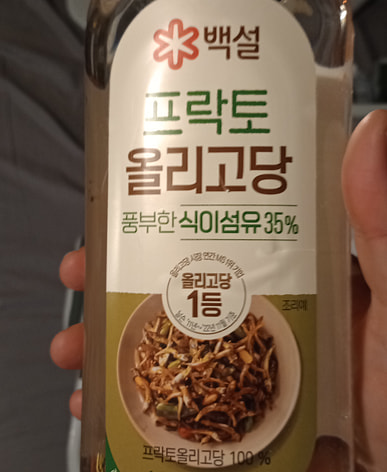 백설
프락토
올리고당
풍부한 식이섬유 35%
올리고당
1등
조리예
프락토올리고당 100 %